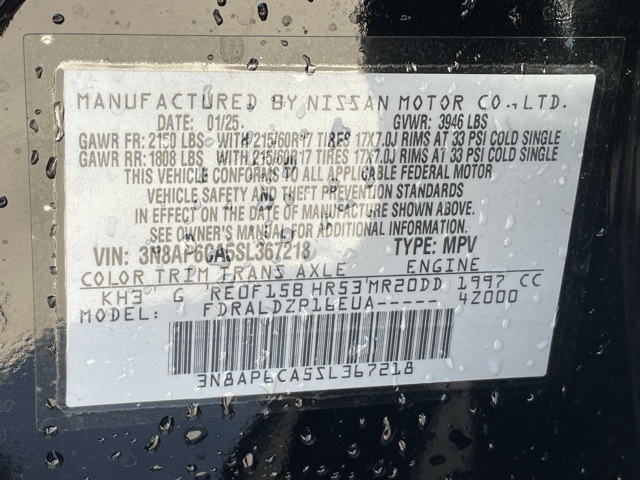 MANUFACTURED BY NISSAN MOTOR CO., LTD.
DATE: 01/25. GVWR: 3946 LBS
GAWR FR: 2150 LBS WITH 215/60R17 TIRES 17X7.0J RIMS AT 33 PSI COLD SINGLE
GAWR RR: 1808 LBS WITH 215/60R17 TIRES 17X7.0J RIMS AT 33 PSI COLD SINGLE
THIS VEHICLE CONFORMS TO ALL APPLICABLE FEDERAL MOTOR
VEHICLE SAFETY AND THEFT PREVENTION STANDARDS
IN EFFECT ON THE DATE OF MANUFACTURE SHOWN ABOVE.
SEE OWNER'S MANUAL FOR ADDITIONAL INFORMATION.
VIN: 3N8AP6CA5SL367218 TYPE: MPV
COLOR TRIM TRANS AXLE ENGINE
KH3 G RE0F15B HR53 MR20DD 1997 CC
MODEL: FDRALDZP16EUA----- 4Z000
3N8AP6CA5SL367218